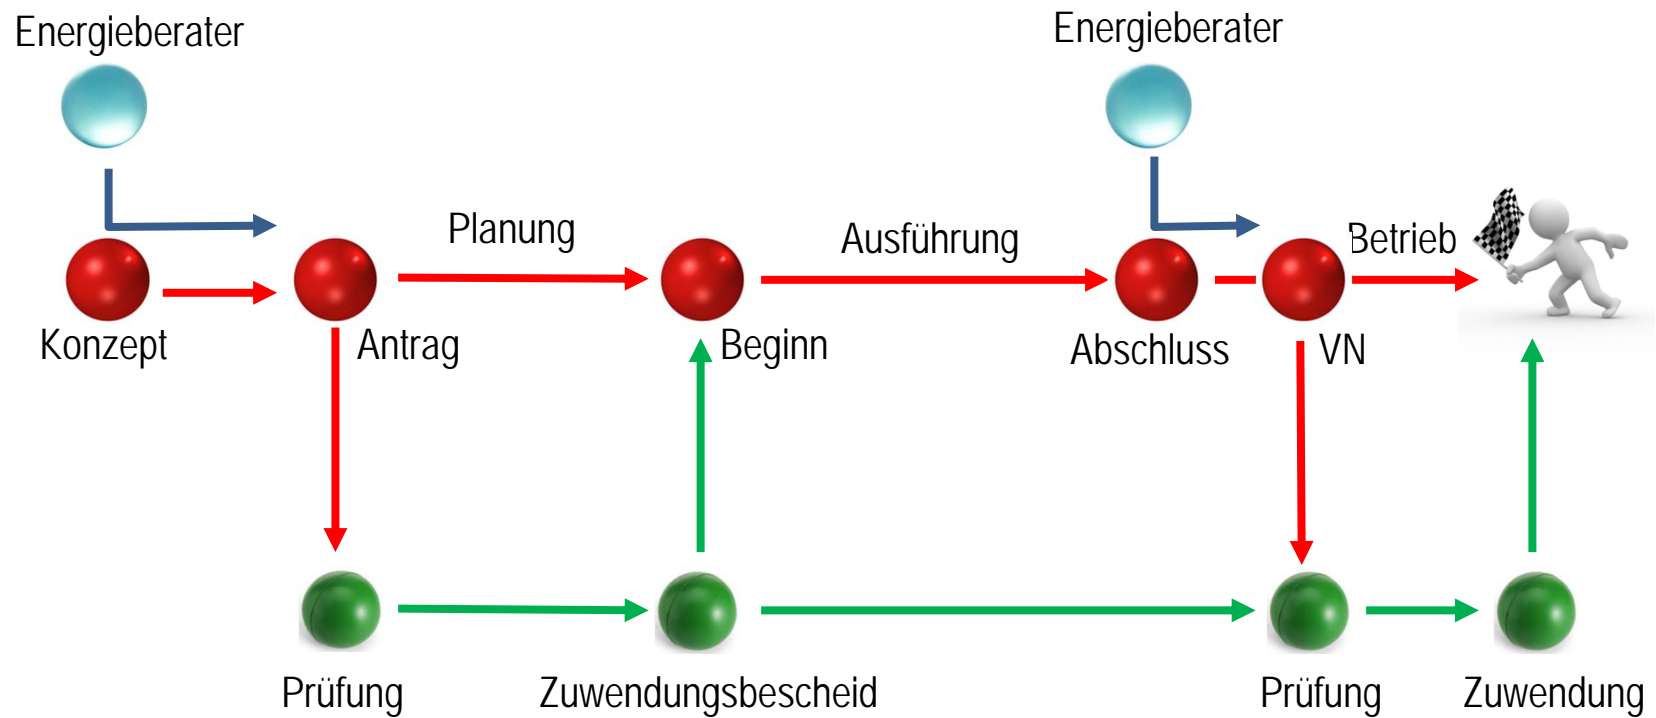 Energieberater
Energieberater
Planung
Ausführung
Betrieb
Konzept
Antrag
Beginn
Abschluss
VN
Prüfung
Zuwendungsbescheid
Prüfung
Zuwendung